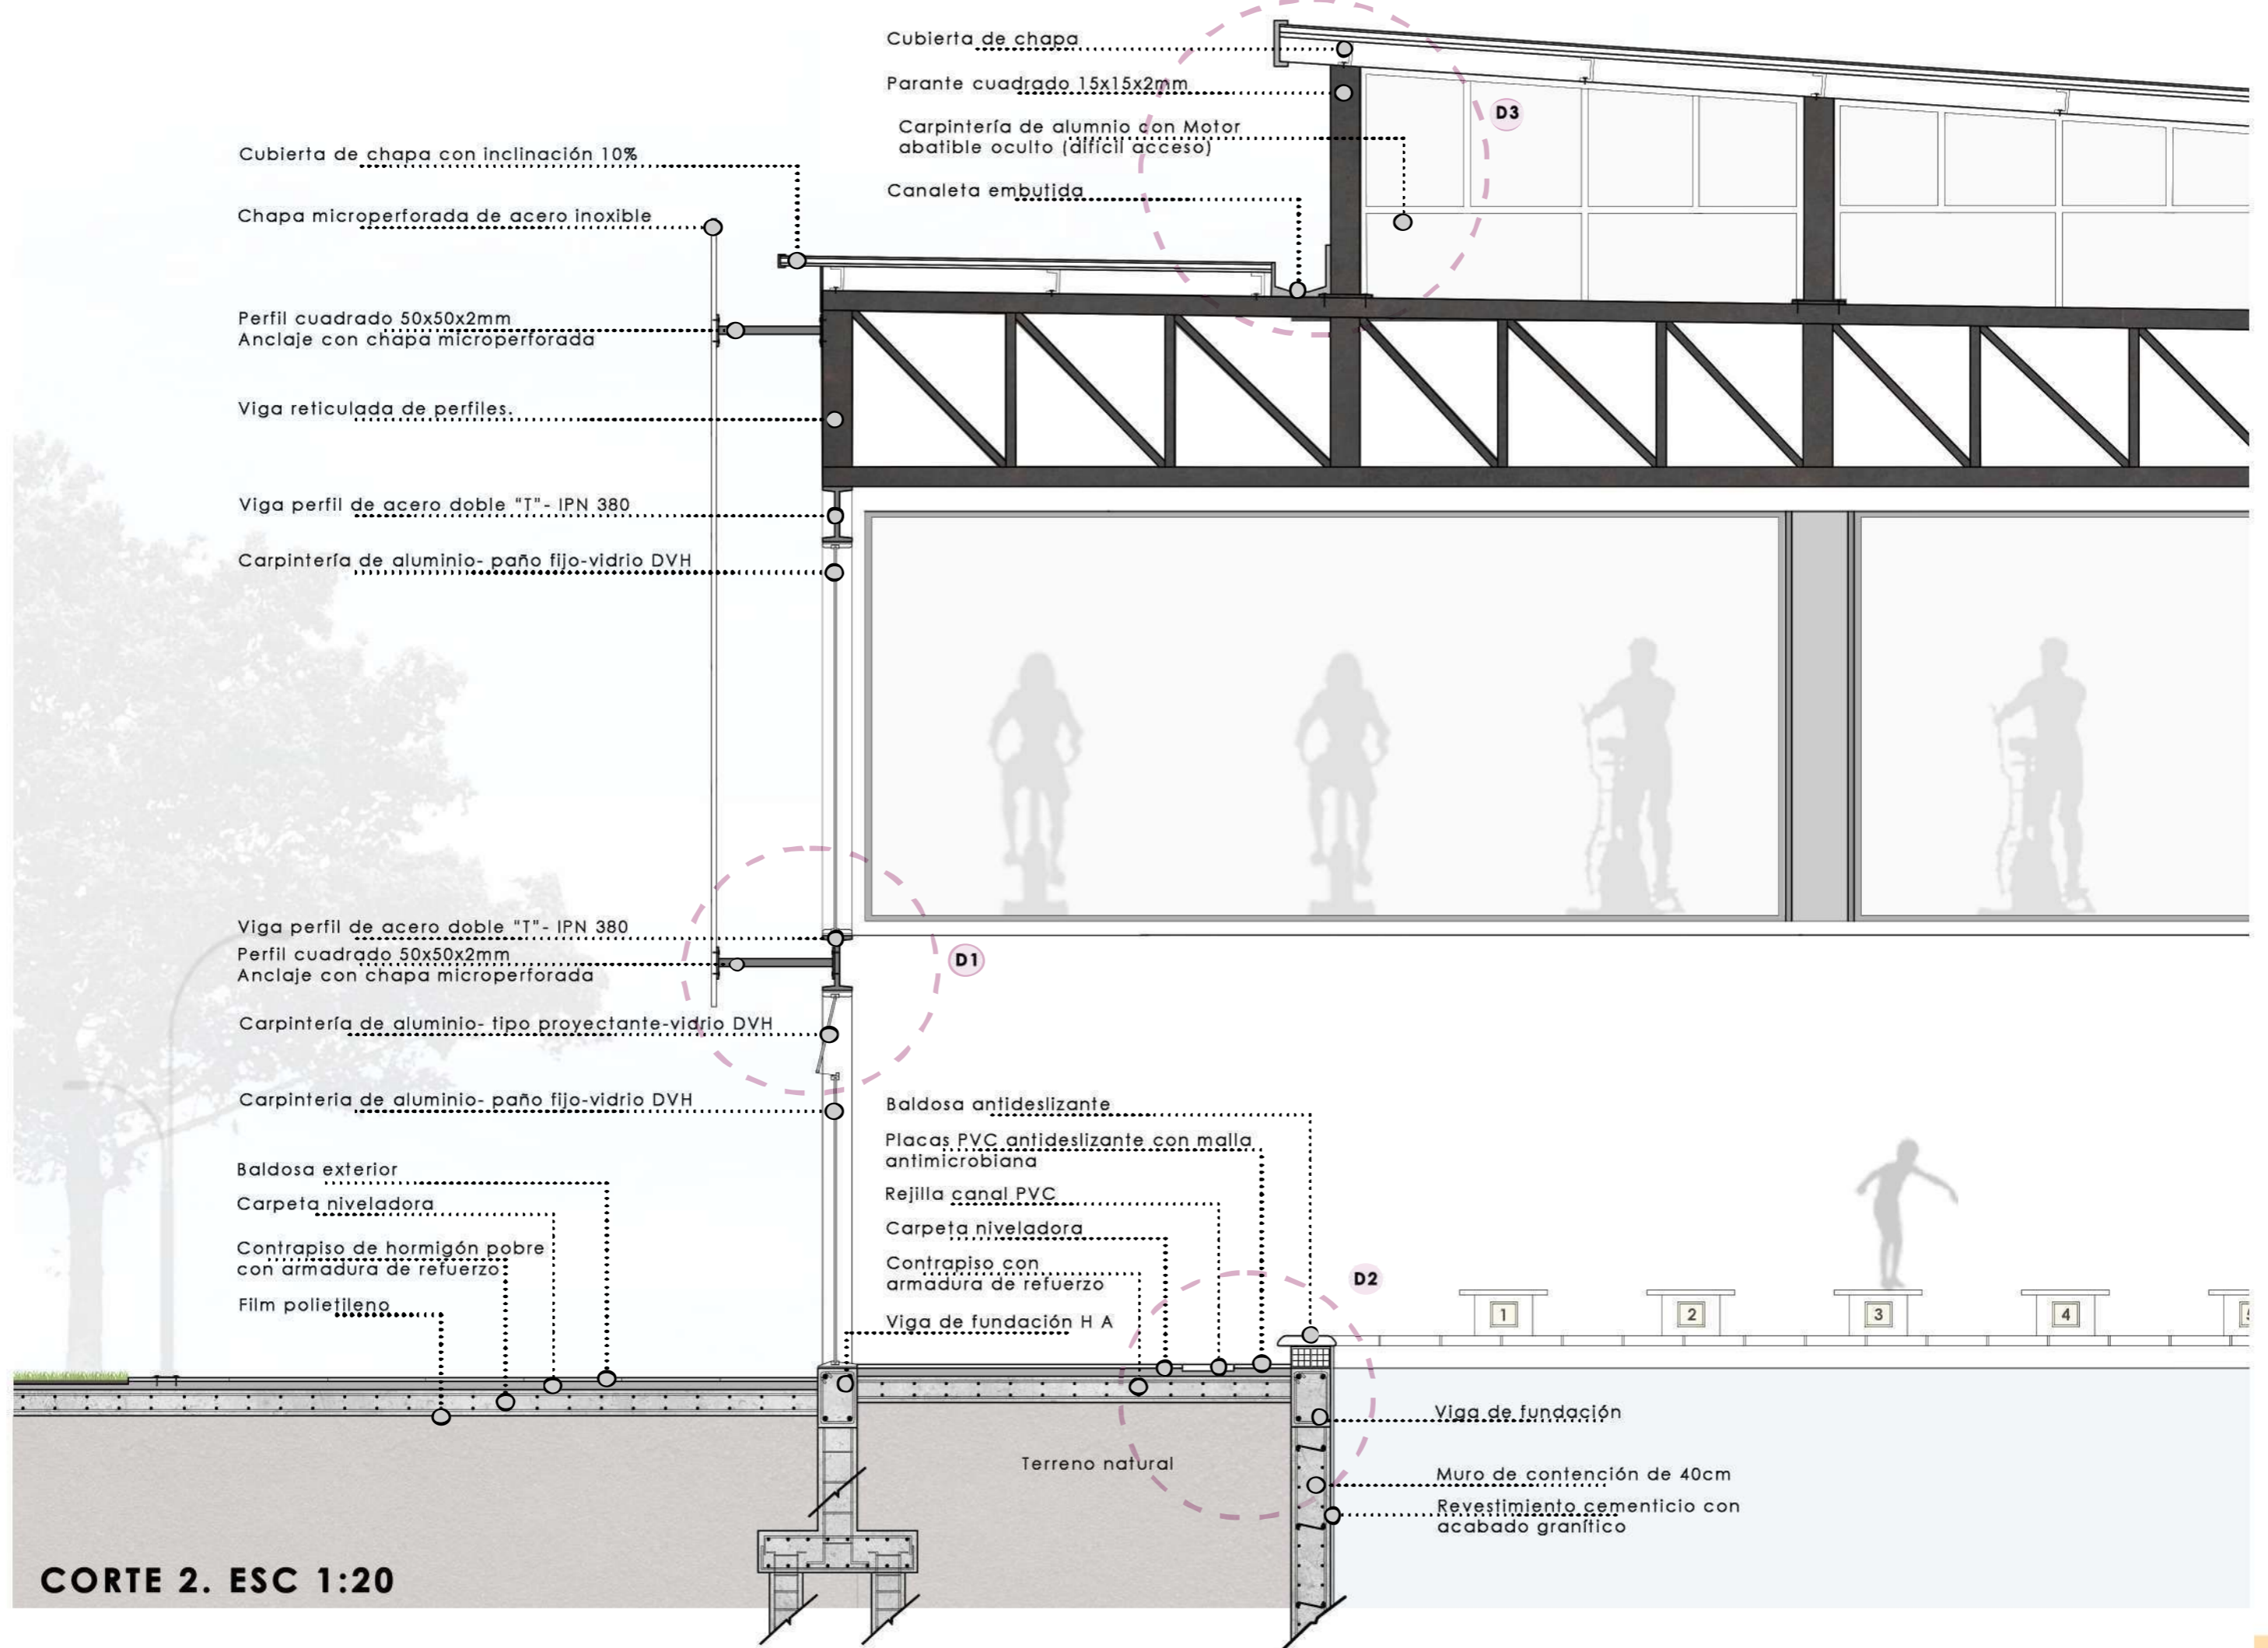 Cubierta de chapa
Parante cuadrado 15x15x2mm
Carpintería de alumnio con Motor
abatible oculto (dificil acceso)
Canaleta embutida
D3
Cubierta de chapa con inclinación 10%
Chapa microperforada de acero inoxible
Perfil cuadrado 50x50x2mm
Anclaje con chapa microperforada
Viga reticulada de perfiles.
Viga perfil de acero doble "T"- IPN 380
Carpintería de aluminio- paño fijo-vidrio DVH
Viga perfil de acero doble "T"- IPN 380
Perfil cuadrado 50x50x2mm
Anclaje con chapa microperforada
D1
Carpintería de aluminio- tipo proyectante-vidrio DVH
Carpinteria de aluminio- paño fijo-vidrio DVH
Baldosa exterior
Carpeta niveladora
Contrapiso de hormigón pobre
con armadura de refuerzo
Film polietileno
Baldosa antideslizante
Placas PVC antideslizante con malla
antimicrobiana
Rejilla canal PVC
Carpeta niveladora
Contrapiso con
armadura de refuerzo
Viga de fundación H A
D2
1
2
3
4
Viga de fundación
Terreno natural
Muro de contención de 40cm
Revestimiento cementicio con
acabado granítico
CORTE 2. ESC 1:20